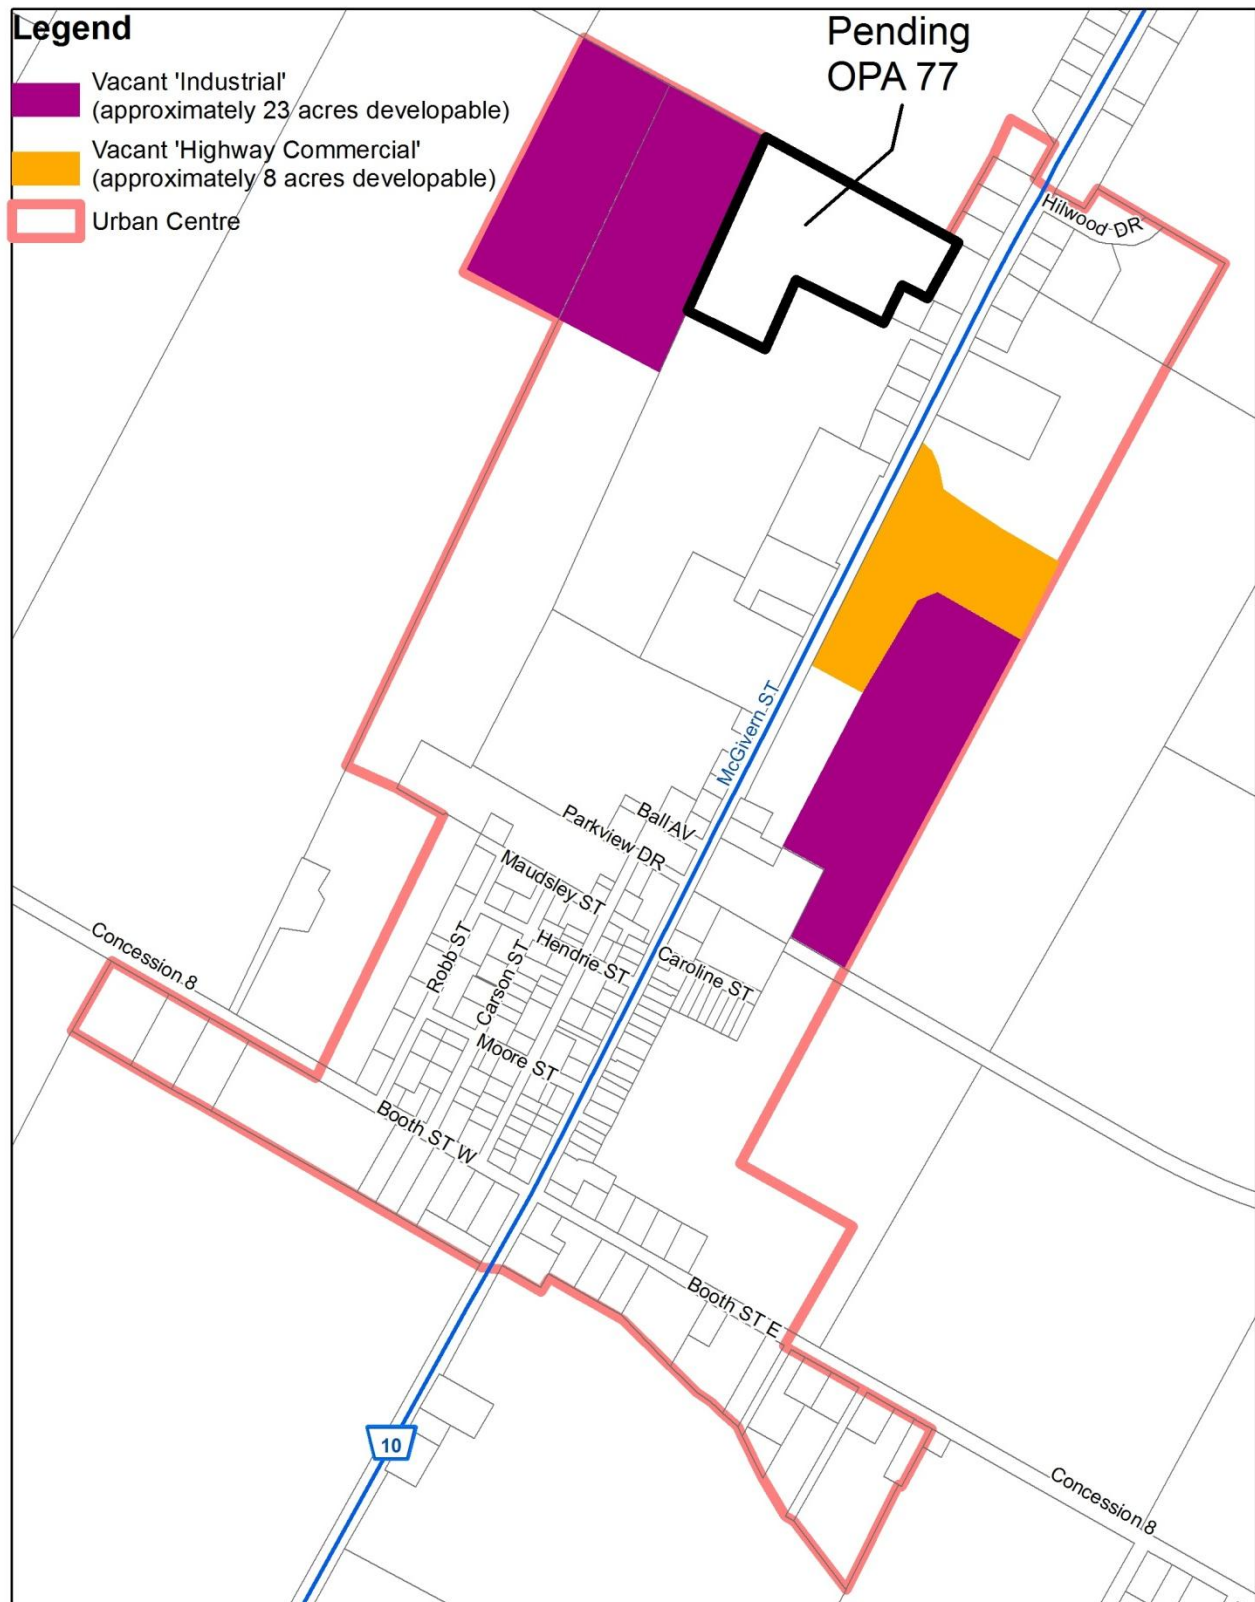 Legend
Vacant 'Industrial'
(approximately 23 acres developable)
Vacant 'Highway Commercial'
(approximately 8 acres developable)
Urban Centre
Pending
OPA 77
Hilwood DR
McGivern ST
Ball AV
Parkview DR
Maudsley ST
Hendrie ST
Caroline ST
Robb ST
Carson ST
Moore ST
Concession 8
Booth ST W
Booth ST E
10
Concession 8